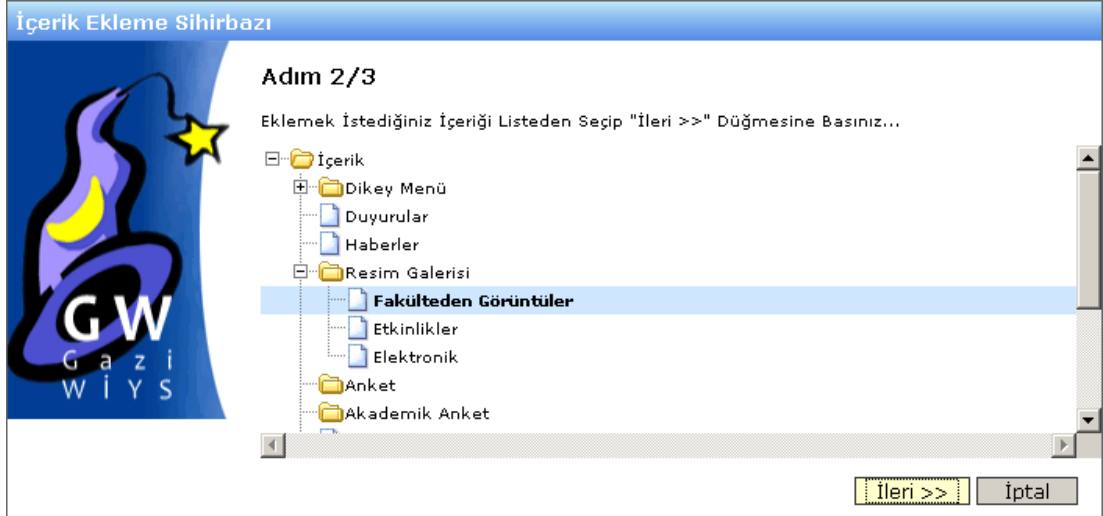 İçerik Ekleme Sihirbazı
Adım 2/3
Eklemek İstediğiniz İçeriği Listeden Seçip "İleri >>" Düğmesine Basınız...
İçerik
Dikey Menü
Duyurular
Haberler
Resim Galerisi
Fakülteden Görüntüler
Etkinlikler
Elektronik
Anket
Akademik Anket
GW
Gazi
WİYS
İleri >>
İptal